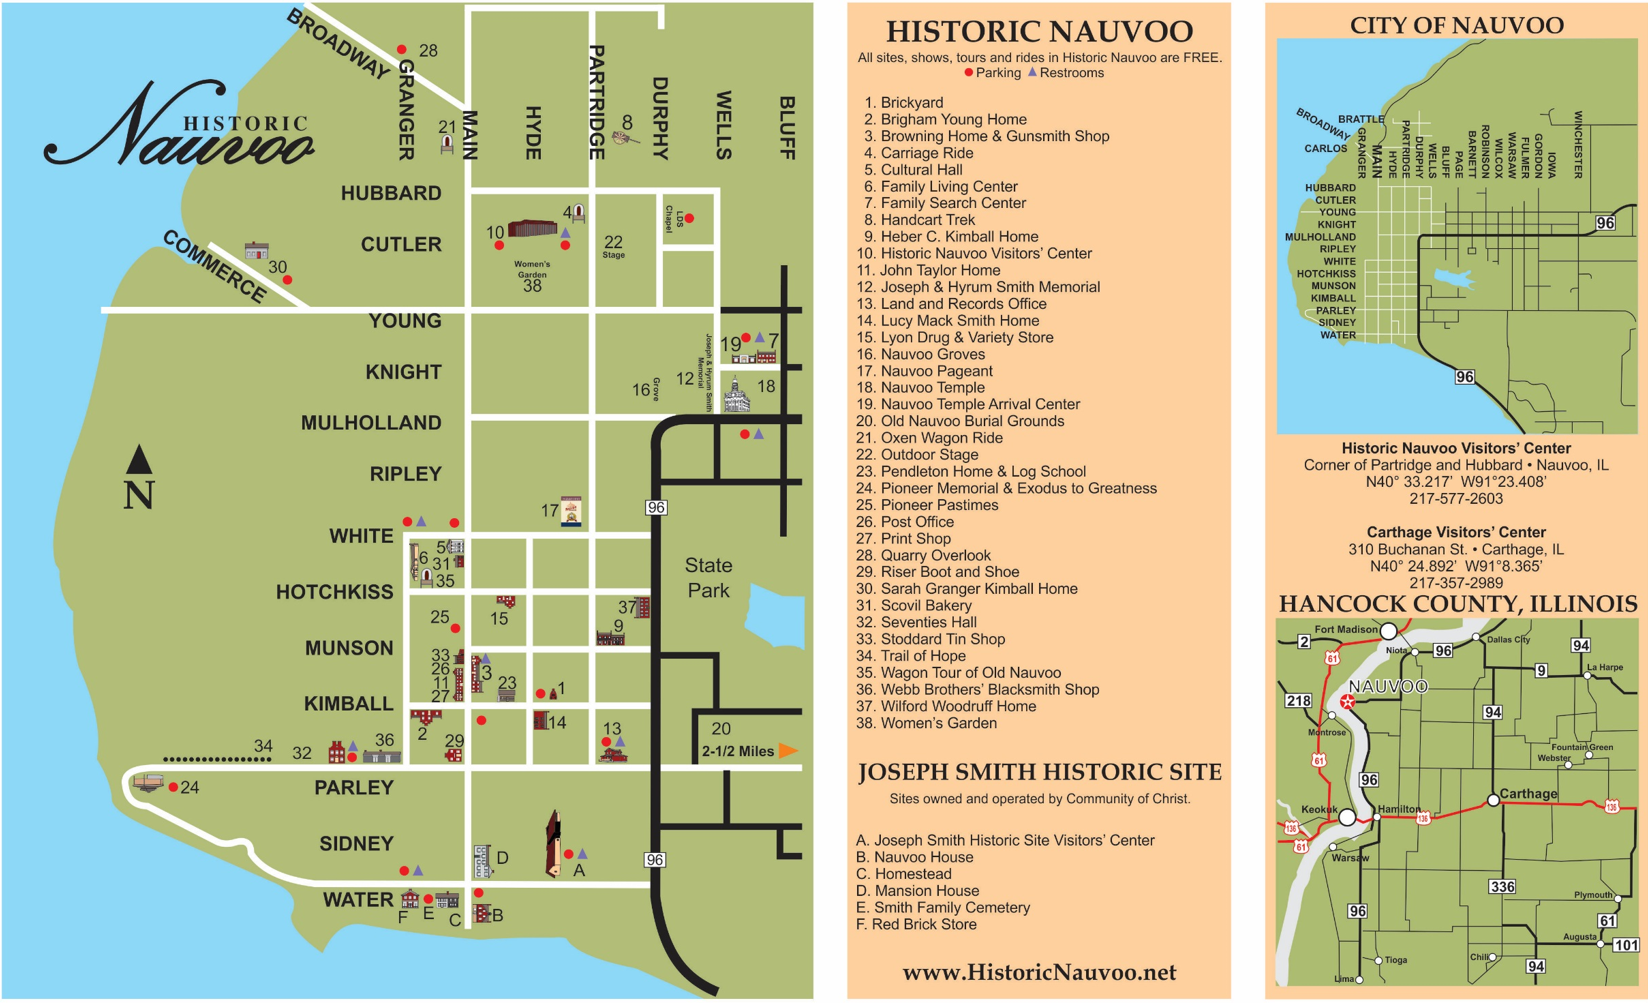 HISTORIC
Nauvoo
BROADWAY
GRANGER
MAIN
HYDE
PARTRIDGE
DURPHY
WELLS
BLUFF
28
21
8
HUBBARD
CUTLER
COMMERCE
30
10
4
Women's
Garden
38
22
Stage
LDS
Chapel
YOUNG
KNIGHT
MULHOLLAND
RIPLEY
WHITE
HOTCHKISS
MUNSON
KIMBALL
PARLEY
SIDNEY
WATER
N
19
7
Joseph & Hyrum Smith
Memorial
12
16
Grove
18
17
96
State
Park
5
6
31
35
15
37
9
25
33
26
11
27
3
23
1
2
29
14
13
20
2-1/2 Miles
34
32
36
24
96
D
A
F
E
C
B
HISTORIC NAUVOO
All sites, shows, tours and rides in Historic Nauvoo are FREE.
Parking Restrooms
1. Brickyard
2. Brigham Young Home
3. Browning Home & Gunsmith Shop
4. Carriage Ride
5. Cultural Hall
6. Family Living Center
7. Family Search Center
8. Handcart Trek
9. Heber C. Kimball Home
10. Historic Nauvoo Visitors' Center
11. John Taylor Home
12. Joseph & Hyrum Smith Memorial
13. Land and Records Office
14. Lucy Mack Smith Home
15. Lyon Drug & Variety Store
16. Nauvoo Groves
17. Nauvoo Pageant
18. Nauvoo Temple
19. Nauvoo Temple Arrival Center
20. Old Nauvoo Burial Grounds
21. Oxen Wagon Ride
22. Outdoor Stage
23. Pendleton Home & Log School
24. Pioneer Memorial & Exodus to Greatness
25. Pioneer Pastimes
26. Post Office
27. Print Shop
28. Quarry Overlook
29. Riser Boot and Shoe
30. Sarah Granger Kimball Home
31. Scovil Bakery
32. Seventies Hall
33. Stoddard Tin Shop
34. Trail of Hope
35. Wagon Tour of Old Nauvoo
36. Webb Brothers' Blacksmith Shop
37. Wilford Woodruff Home
38. Women's Garden
JOSEPH SMITH HISTORIC SITE
Sites owned and operated by Community of Christ.
A. Joseph Smith Historic Site Visitors' Center
B. Nauvoo House
C. Homestead
D. Mansion House
E. Smith Family Cemetery
F. Red Brick Store
www.HistoricNauvoo.net
CITY OF NAUVOO
BROADWAY
BRATTLE
CARLOS
GRANGER
MAIN
HYDE
PARTRIDGE
DURPHY
WELLS
BLUFF
PAGE
BARNETT
ROBINSON
WILCOX
WARSAW
FULMER
GORDON
IOWA
WINCHESTER
HUBBARD
CUTLER
YOUNG
KNIGHT
MULHOLLAND
RIPLEY
WHITE
HOTCHKISS
MUNSON
KIMBALL
PARLEY
SIDNEY
WATER
96
96
Historic Nauvoo Visitors' Center
Corner of Partridge and Hubbard • Nauvoo, IL
N40° 33.217' W91°23.408'
217-577-2603
Carthage Visitors' Center
310 Buchanan St. • Carthage, IL
N40° 24.892' W91°8.365'
217-357-2989
HANCOCK COUNTY, ILLINOIS
Fort Madison
2
61
Niota
96
Dallas City
94
9
La Harpe
NAUVOO
218
Montrose
94
61
Fountain Green
Webster
96
Carthage
Keokuk
Hamilton
136
136
136
61
Warsaw
336
Plymouth
96
61
Augusta
101
Tioga
Chili
94
Lima